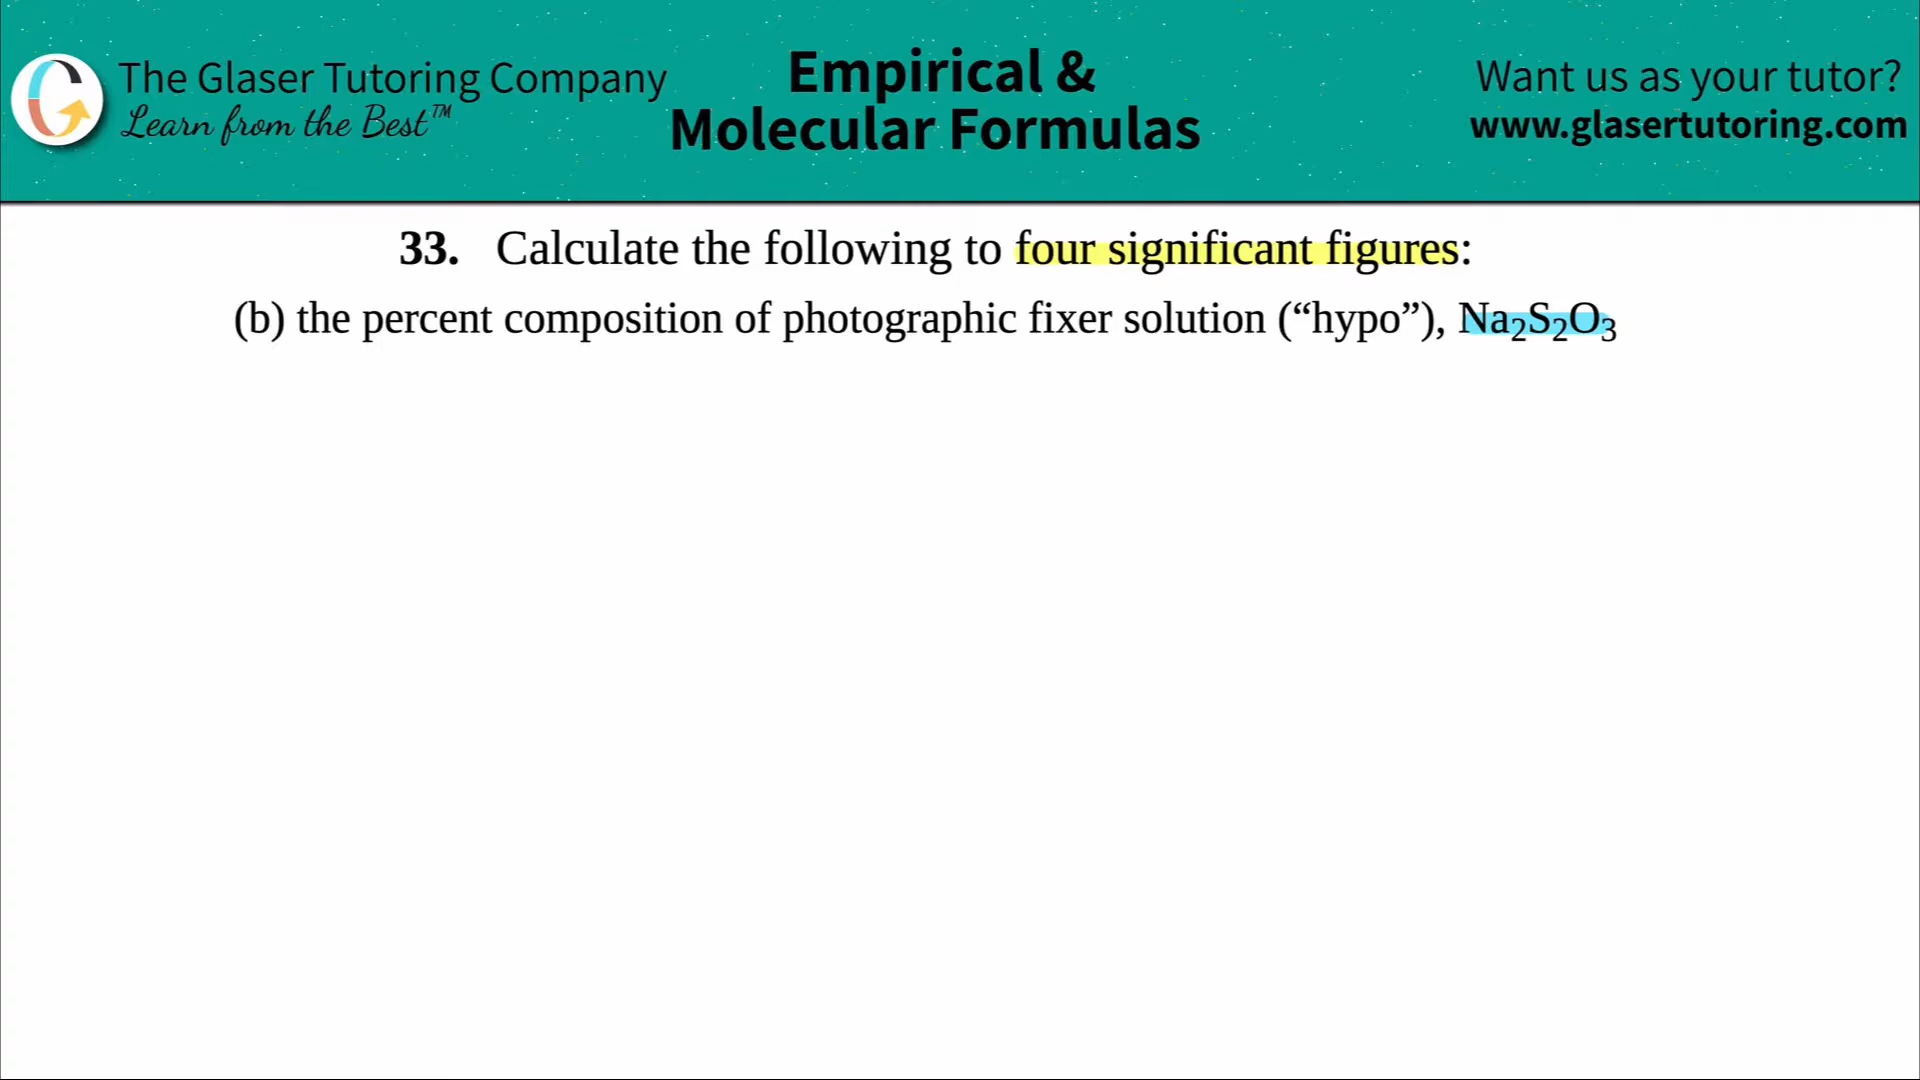 The Glaser Tutoring Company
Learn from the Best™
Empirical &
Molecular Formulas
Want us as your tutor?
www.glasertutoring.com
33. Calculate the following to four significant figures:
(b) the percent composition of photographic fixer solution (“hypo”), Na₂S₂O₃